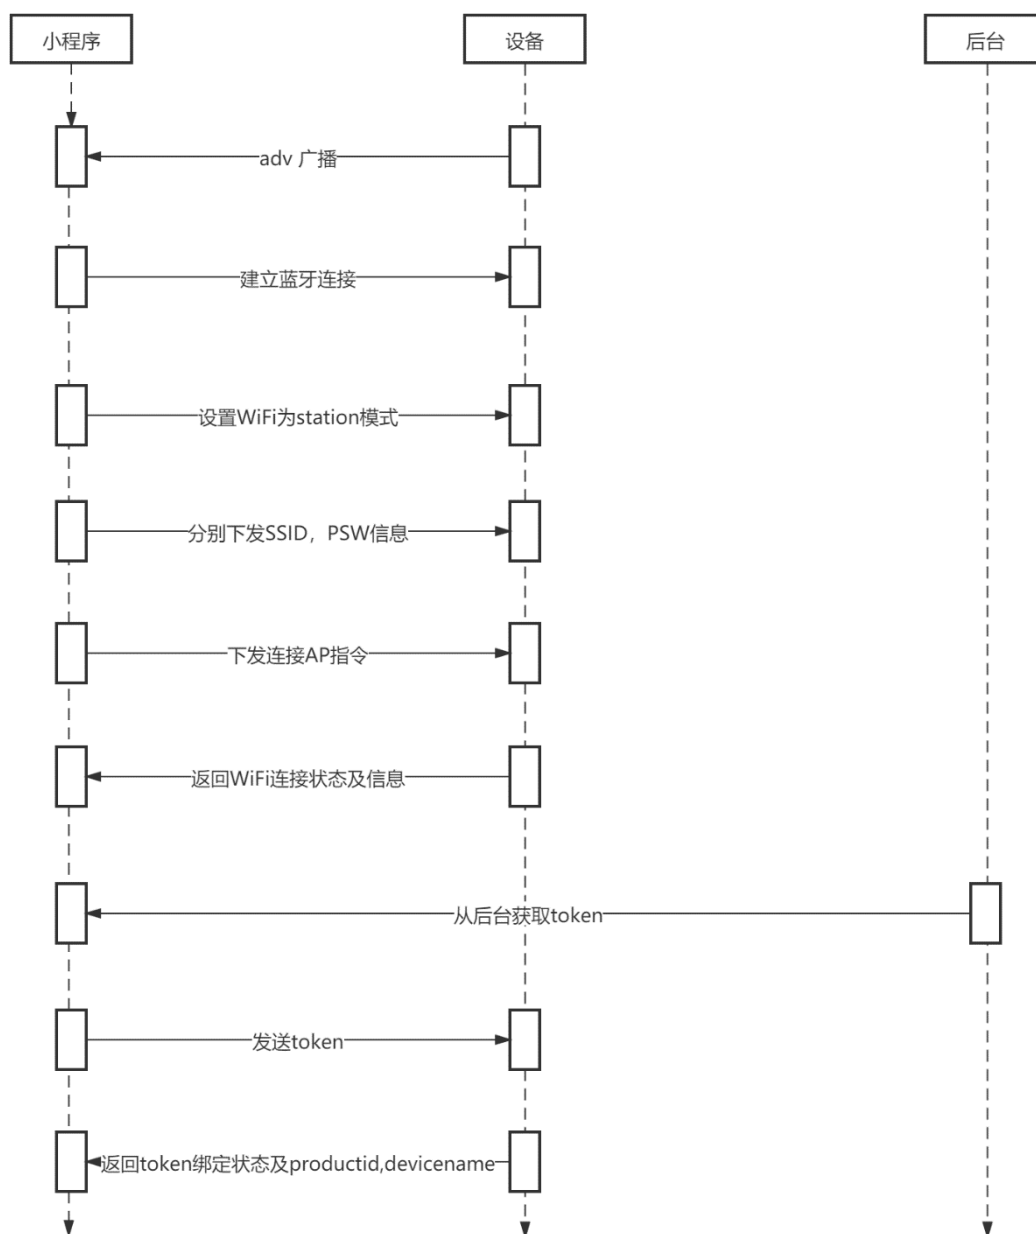 小程序
设备
后台
adv 广播
建立蓝牙连接
设置WiFi为station模式
分别下发SSID，PSW信息
下发连接AP指令
返回WiFi连接状态及信息
从后台获取token
发送token
返回token绑定状态及productid,devicename